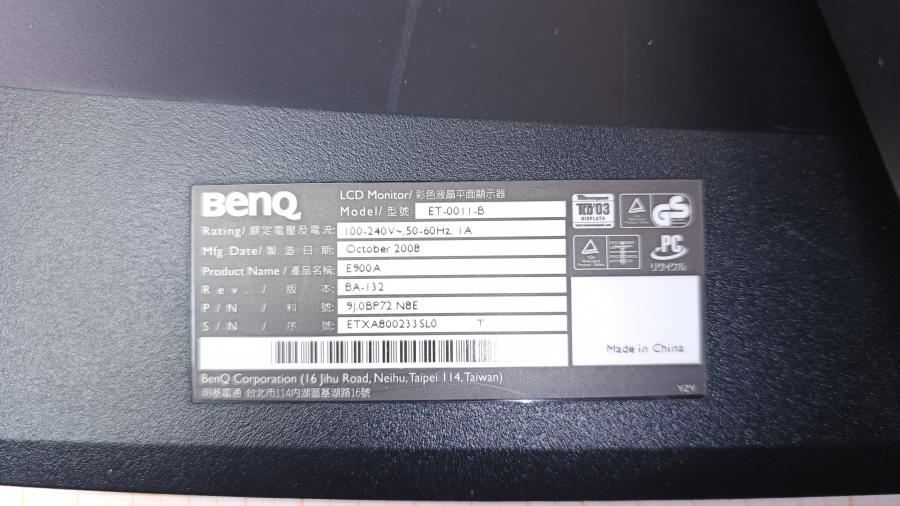 BenQ
LCD Monitor/ 彩色液晶平面顯示器
Model/ 型號: ET-0011-B
Rating/ 額定電壓及電流: 100-240V~,50-60Hz, 1A
Mfg. Date/ 製造日期: October 2008
Product Name / 產品名稱: E900A
Rev. / 版本: BA-132
P/N / 料號: 9J.0BP72.N8E
S/N / 序號: ETXA800233SL0 T
TCO'03
DISPLAYS
GS
PC
リサイクル
Made in China
BenQ Corporation (16 Jihu Road, Neihu, Taipei 114, Taiwan)
明基電通 台北市114內湖區基湖路16號
YZY